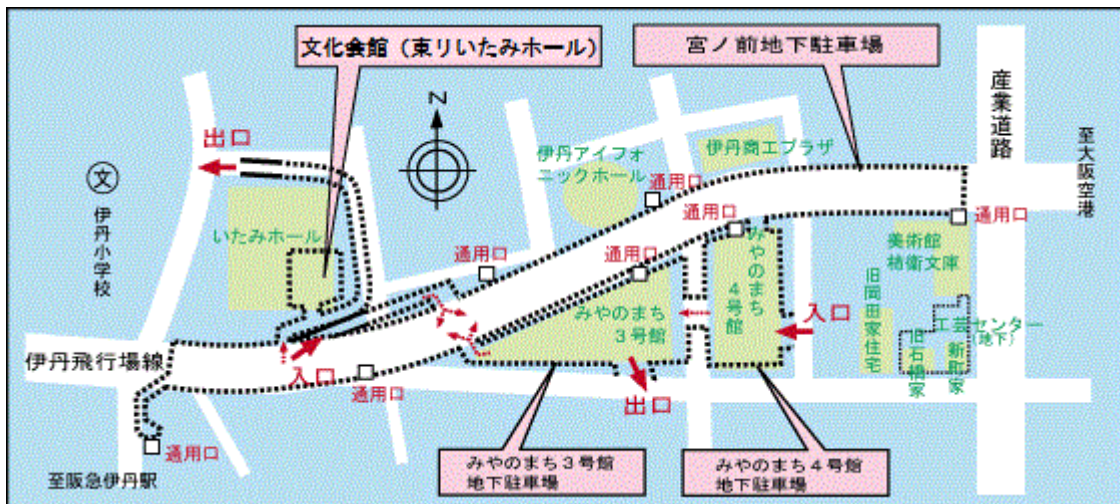 文化会館（東リいたみホール）
宮ノ前地下駐車場
産業道路
至大阪空港
N
出口
文
伊丹小学校
いたみホール
伊丹アイフォ
ニックホール
伊丹商工プラザ
通用口
通用口
通用口
通用口
通用口
美術館
柿衛文庫
みやのまち
４号館
みやのまち
３号館
入口
旧岡田家住宅
工芸センター
（地下）
旧石橋家
新町家
伊丹飛行場線
入口
通用口
出口
通用口
至阪急伊丹駅
みやのまち３号館
地下駐車場
みやのまち４号館
地下駐車場